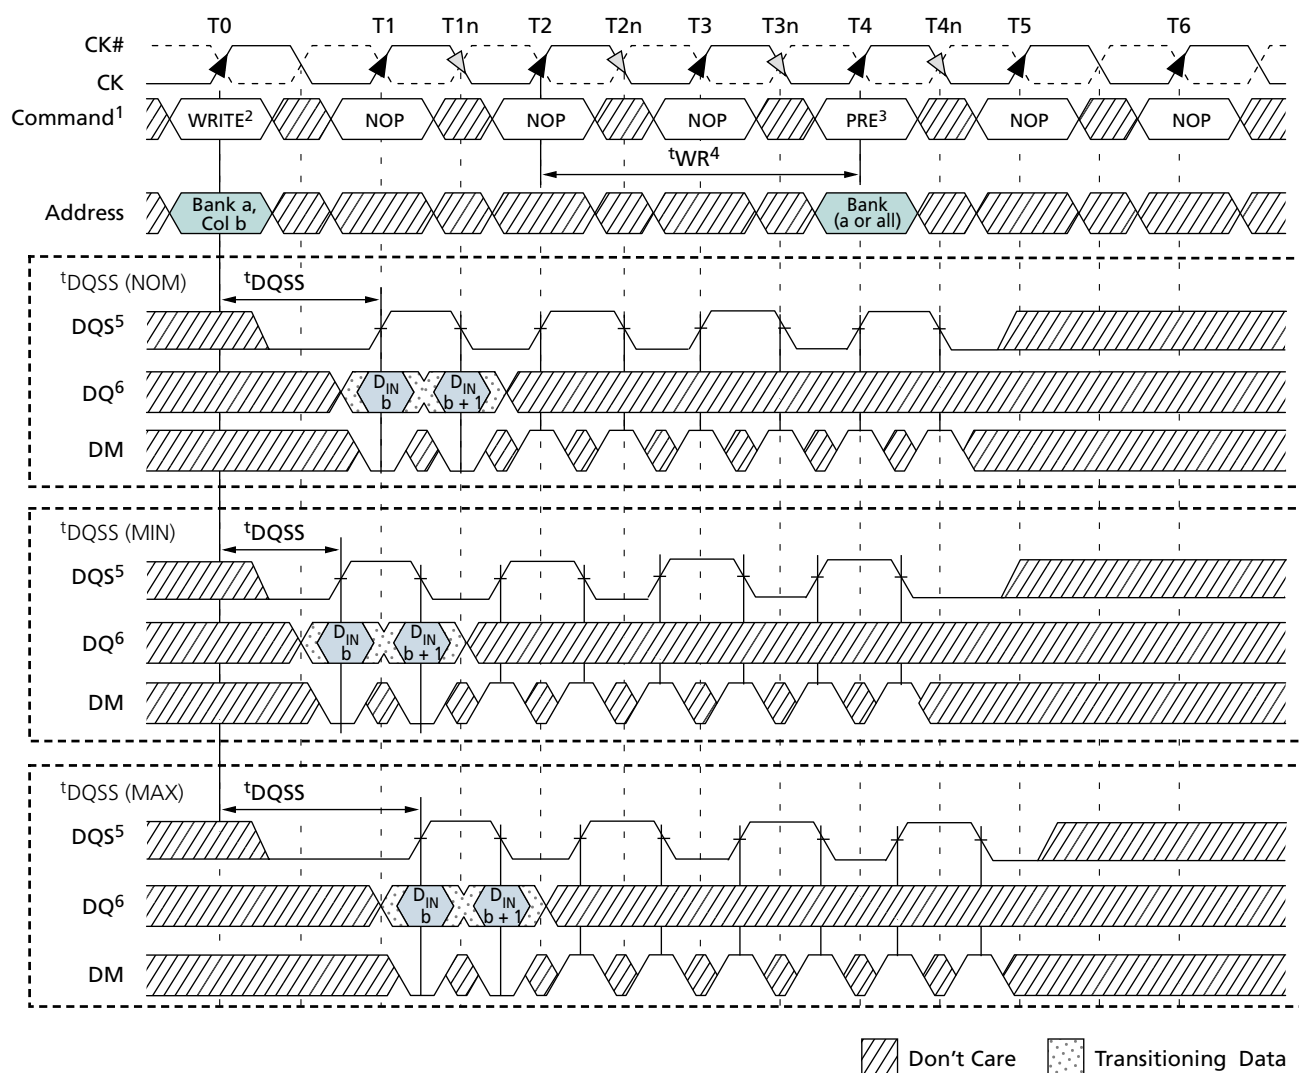 T0 T1 T1n T2 T2n T3 T3n T4 T4n T5 T6
CK#
CK
Command1 WRITE2 NOP NOP NOP PRE3 NOP NOP
tWR4
Address Bank a, Col b Bank (a or all)
tDQSS (NOM) tDQSS
DQS5
DQ6 DIN b DIN b + 1
DM
tDQSS (MIN) tDQSS
DQS5
DQ6 DIN b DIN b + 1
DM
tDQSS (MAX) tDQSS
DQS5
DQ6 DIN b DIN b + 1
DM
Don't Care Transitioning Data